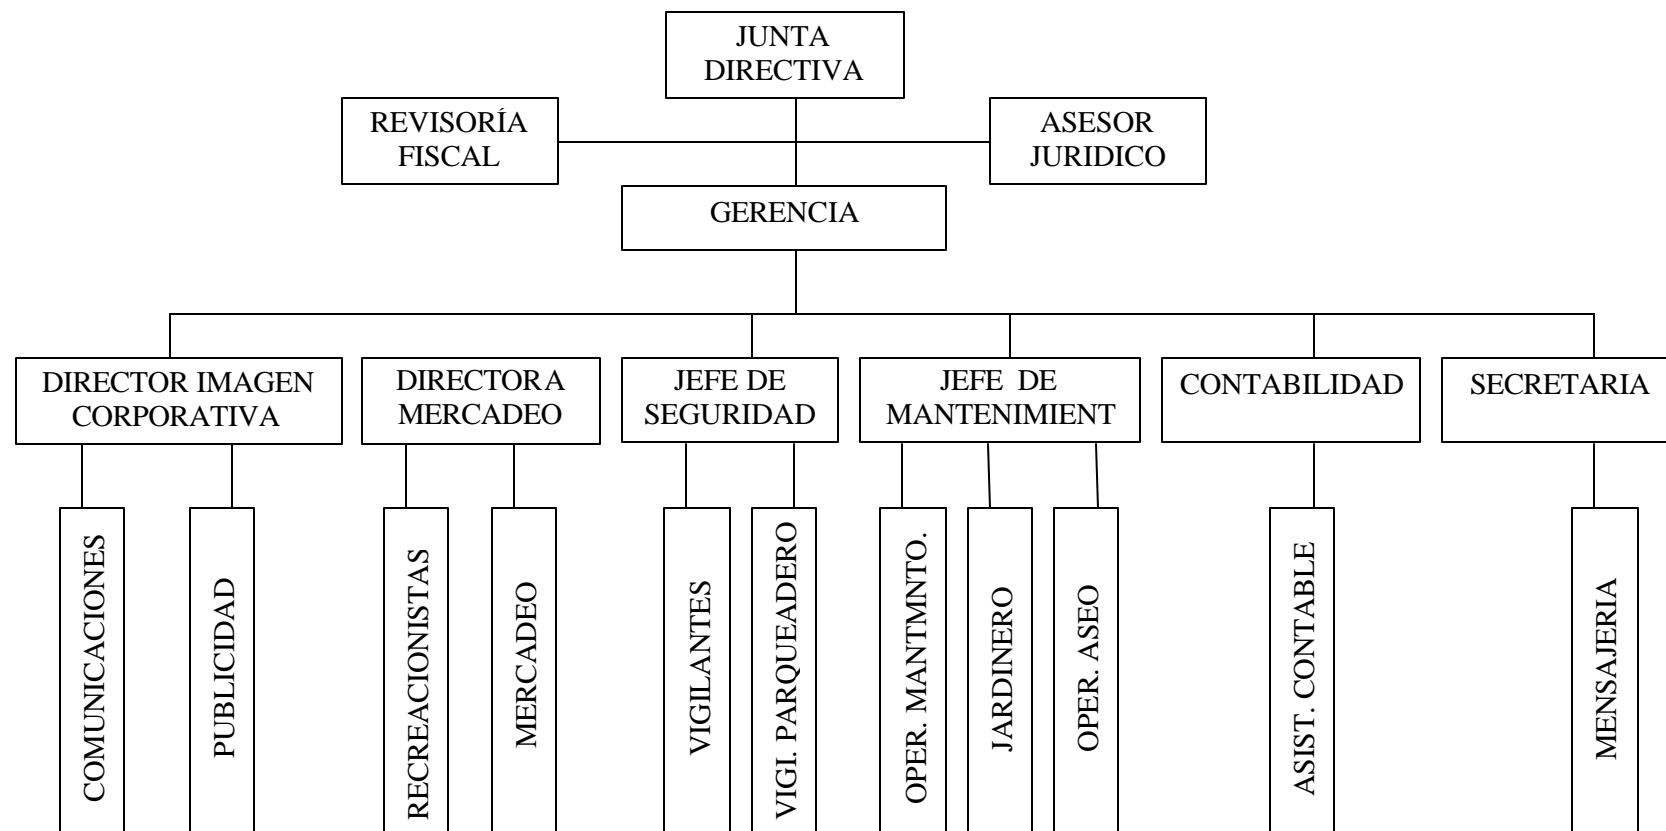 JUNTA
DIRECTIVA
REVISORÍA
FISCAL
ASESOR
JURIDICO
GERENCIA
DIRECTOR IMAGEN
CORPORATIVA
DIRECTORA
MERCADEO
JEFE DE
SEGURIDAD
JEFE DE
MANTENIMIENT
CONTABILIDAD
SECRETARIA
COMUNICACIONES
PUBLICIDAD
RECREACIONISTAS
MERCADEO
VIGILANTES
VIGI. PARQUEADERO
OPER. MANTMNTO.
JARDINERO
OPER. ASEO
ASIST. CONTABLE
MENSAJERIA